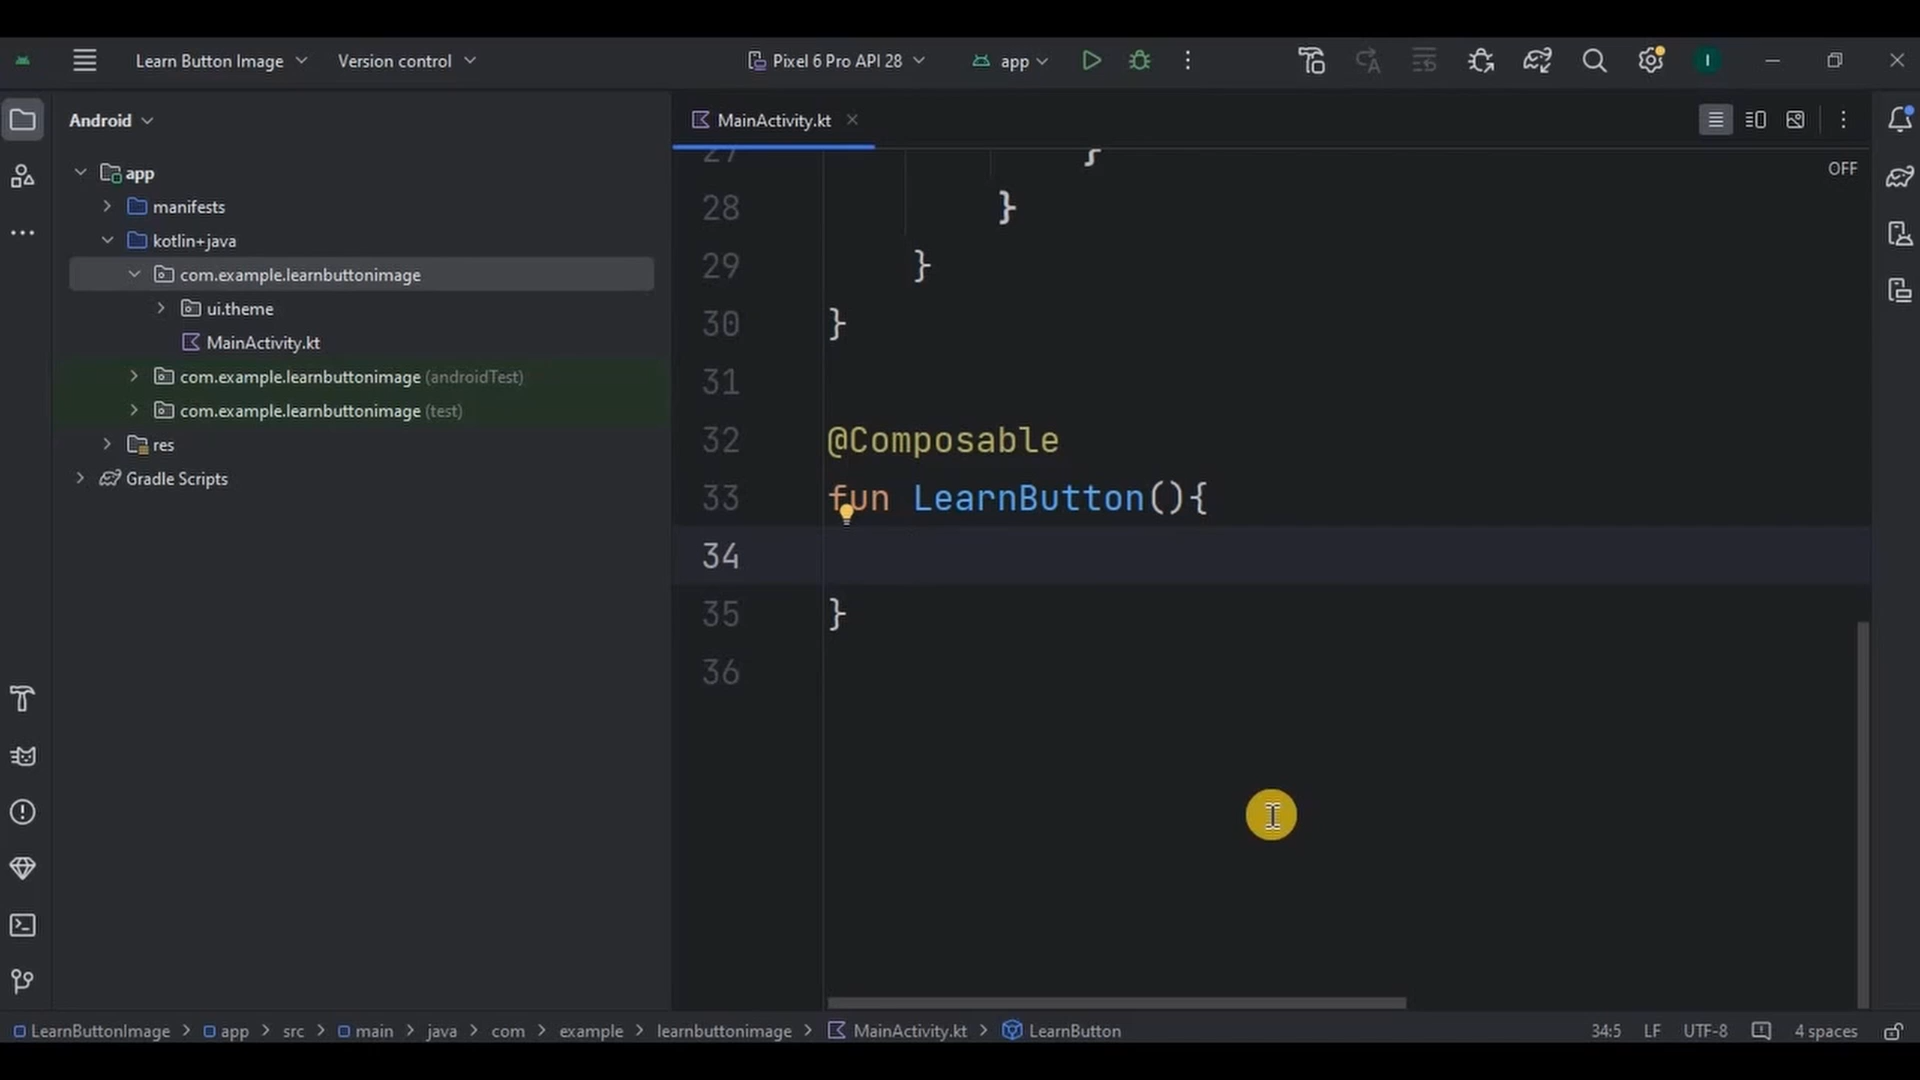 Learn Button Image
Version control
Pixel 6 Pro API 28
app
I
Android
MainActivity.kt
OFF
app
manifests
kotlin+java
com.example.learnbuttonimage
ui.theme
MainActivity.kt
com.example.learnbuttonimage (androidTest)
com.example.learnbuttonimage (test)
res
Gradle Scripts
27 }
28 }
29 }
30 }
31
32 @Composable
33 fun LearnButton(){
34
35 }
36
LearnButtonImage > app > src > main > java > com > example > learnbuttonimage > MainActivity.kt > LearnButton
34:5 LF UTF-8 4 spaces